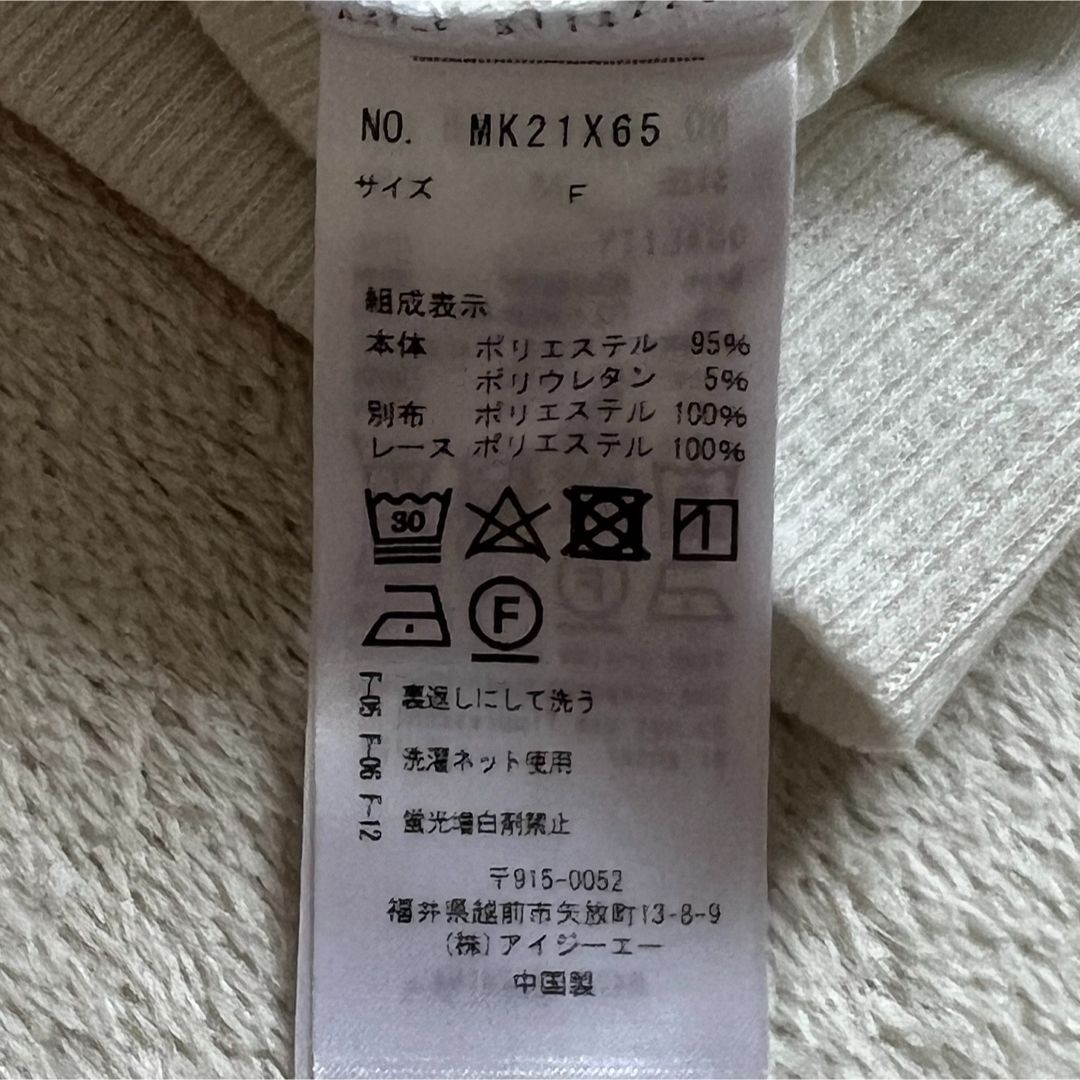 NO. MK21X65
サイズ F
組成表示
本体 ポリエステル 95%
ポリウレタン 5%
別布 ポリエステル 100%
レース ポリエステル 100%
30
F
F-05 裏返しにして洗う
F-06 洗濯ネット使用
F-12 蛍光増白剤禁止
〒915-0052
福井県越前市矢放町13-8-9
(株)アイジーエー
中国製